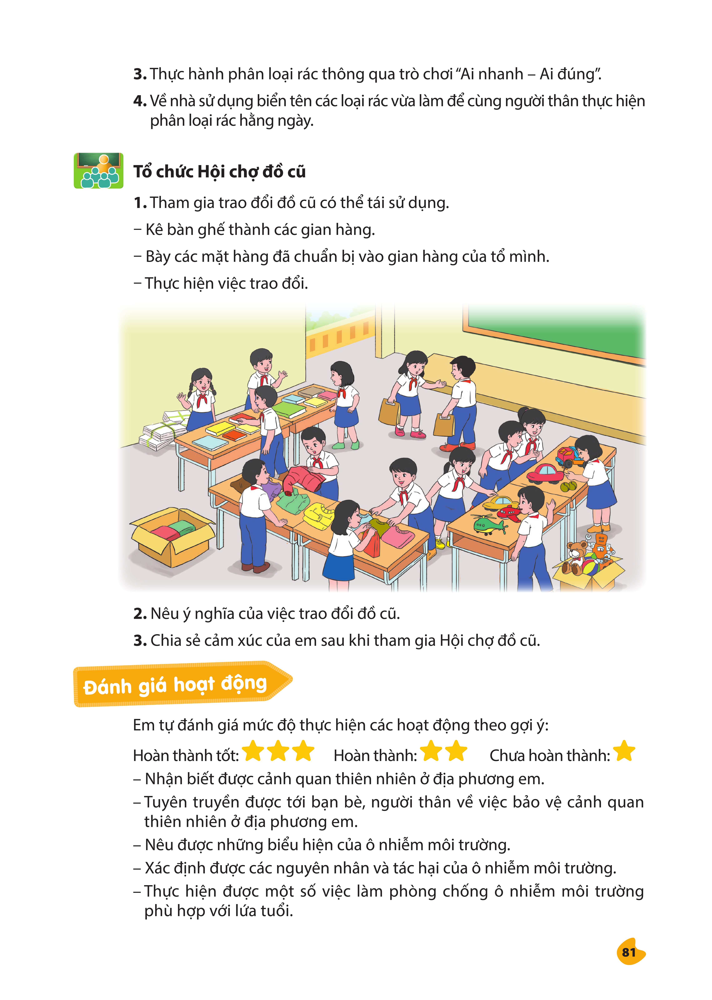 3. Thực hành phân loại rác thông qua trò chơi “Ai nhanh – Ai đúng”.
4. Về nhà sử dụng biển tên các loại rác vừa làm để cùng người thân thực hiện
phân loại rác hằng ngày.
Tổ chức Hội chợ đồ cũ
1. Tham gia trao đổi đồ cũ có thể tái sử dụng.
– Kê bàn ghế thành các gian hàng.
– Bày các mặt hàng đã chuẩn bị vào gian hàng của tổ mình.
– Thực hiện việc trao đổi.
2. Nêu ý nghĩa của việc trao đổi đồ cũ.
3. Chia sẻ cảm xúc của em sau khi tham gia Hội chợ đồ cũ.
Đánh giá hoạt động
Em tự đánh giá mức độ thực hiện các hoạt động theo gợi ý:
Hoàn thành tốt: Hoàn thành: Chưa hoàn thành:
– Nhận biết được cảnh quan thiên nhiên ở địa phương em.
– Tuyên truyền được tới bạn bè, người thân về việc bảo vệ cảnh quan
thiên nhiên ở địa phương em.
– Nêu được những biểu hiện của ô nhiễm môi trường.
– Xác định được các nguyên nhân và tác hại của ô nhiễm môi trường.
– Thực hiện được một số việc làm phòng chống ô nhiễm môi trường
phù hợp với lứa tuổi.
81